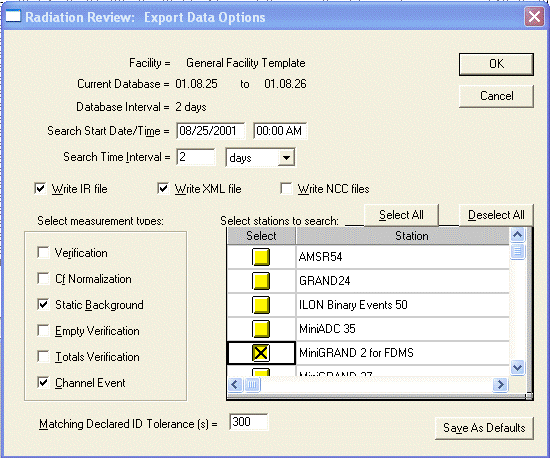 Radiation Review: Export Data Options
Facility = General Facility Template
Current Database = 01.08.25 to 01.08.26
Database Interval = 2 days
Search Start Date/Time = 08/25/2001 00:00 AM
Search Time Interval = 2 days
OK
Cancel
Write IR file Write XML file Write NCC files
Select measurement types:
Verification
Cf Normalization
Static Background
Empty Verification
Totals Verification
Channel Event
Select stations to search: Select All Deselect All
Select Station
AMSR54
GRAND24
ILON Binary Events 50
MiniADC 35
MiniGRAND 2 for FDMS
MiniGRAND 27
Matching Declared ID Tolerance (s) = 300
Save As Defaults